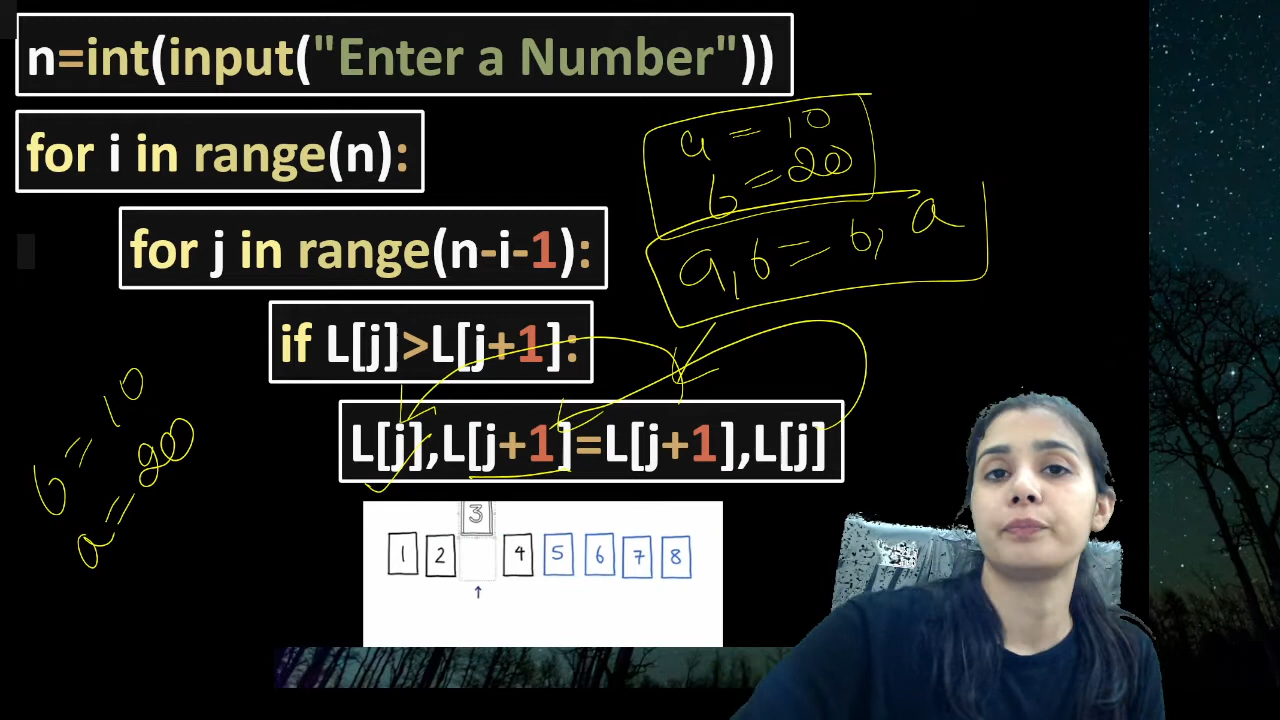 n=int(input("Enter a Number"))
for i in range(n):
for j in range(n-i-1):
if L[j]>L[j+1]:
L[j],L[j+1]=L[j+1],L[j]
a = 10
b = 20
a,b = b,a
b = 10
a = 20
3
1 2 4 5 6 7 8